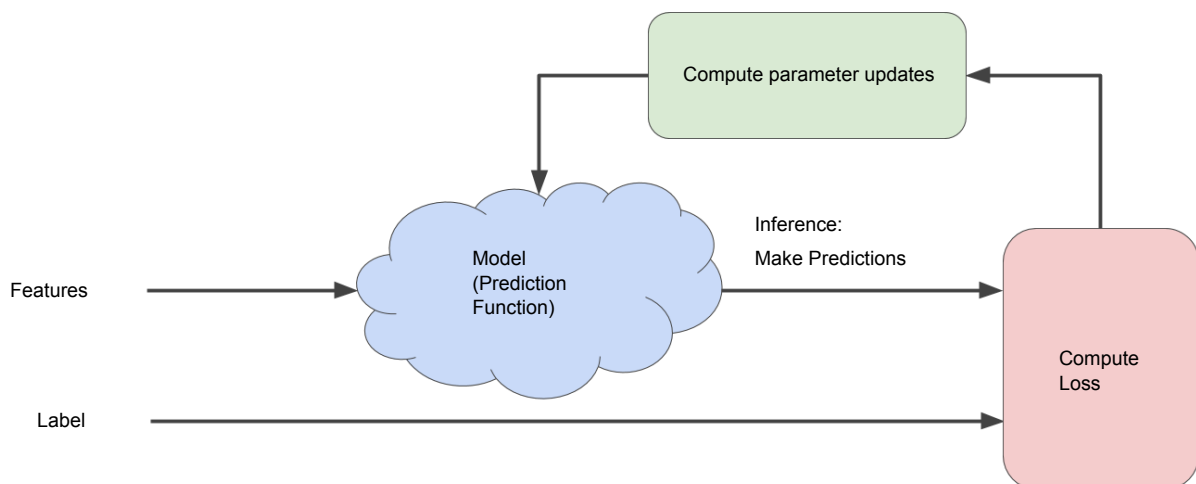 Compute parameter updates
Inference:
Make Predictions
Model
(Prediction
Function)
Features
Compute
Loss
Label